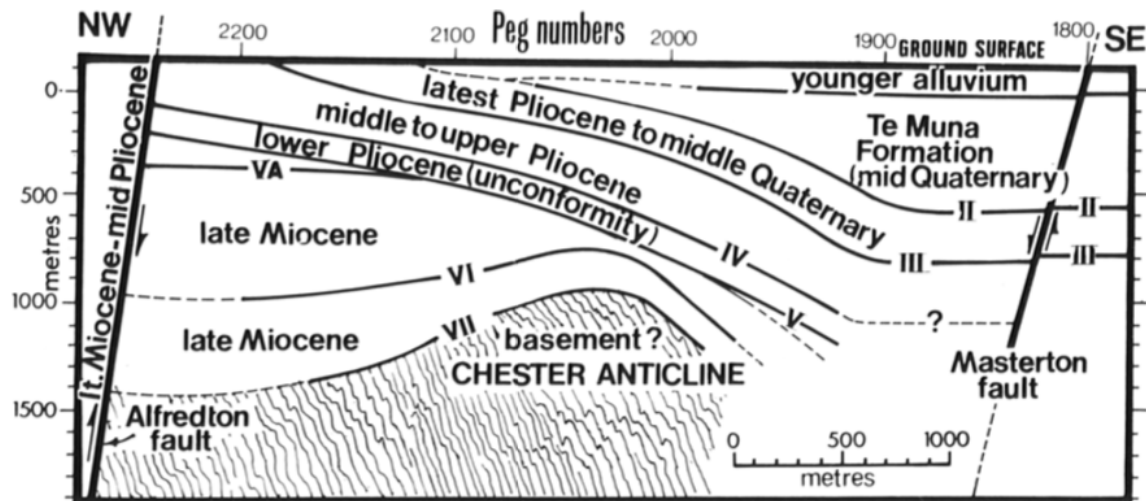 NW
Peg numbers
SE
2200
2100
2000
1900
1800
GROUND SURFACE
younger alluvium
latest Pliocene to middle Quaternary
middle to upper Pliocene
lower Pliocene (unconformity)
Te Muna
Formation
(mid Quaternary)
lt. Miocene-mid Pliocene
0
500
1000
1500
metres
VA
late Miocene
VI
late Miocene
VII
IV
V
II
II
III
III
?
basement ?
CHESTER ANTICLINE
Alfredton
fault
Masterton
fault
0
500
1000
metres